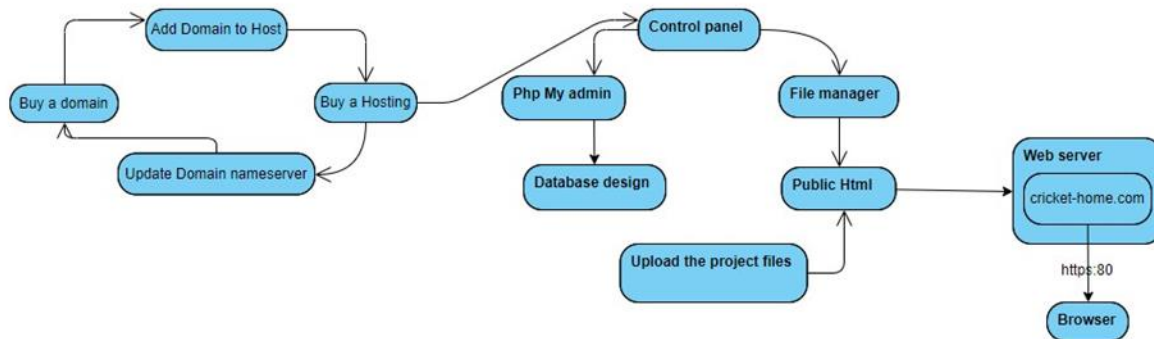 Add Domain to Host
Control panel
Buy a domain
Buy a Hosting
Php My admin
File manager
Update Domain nameserver
Database design
Public Html
Web server
cricket-home.com
Upload the project files
https:80
Browser